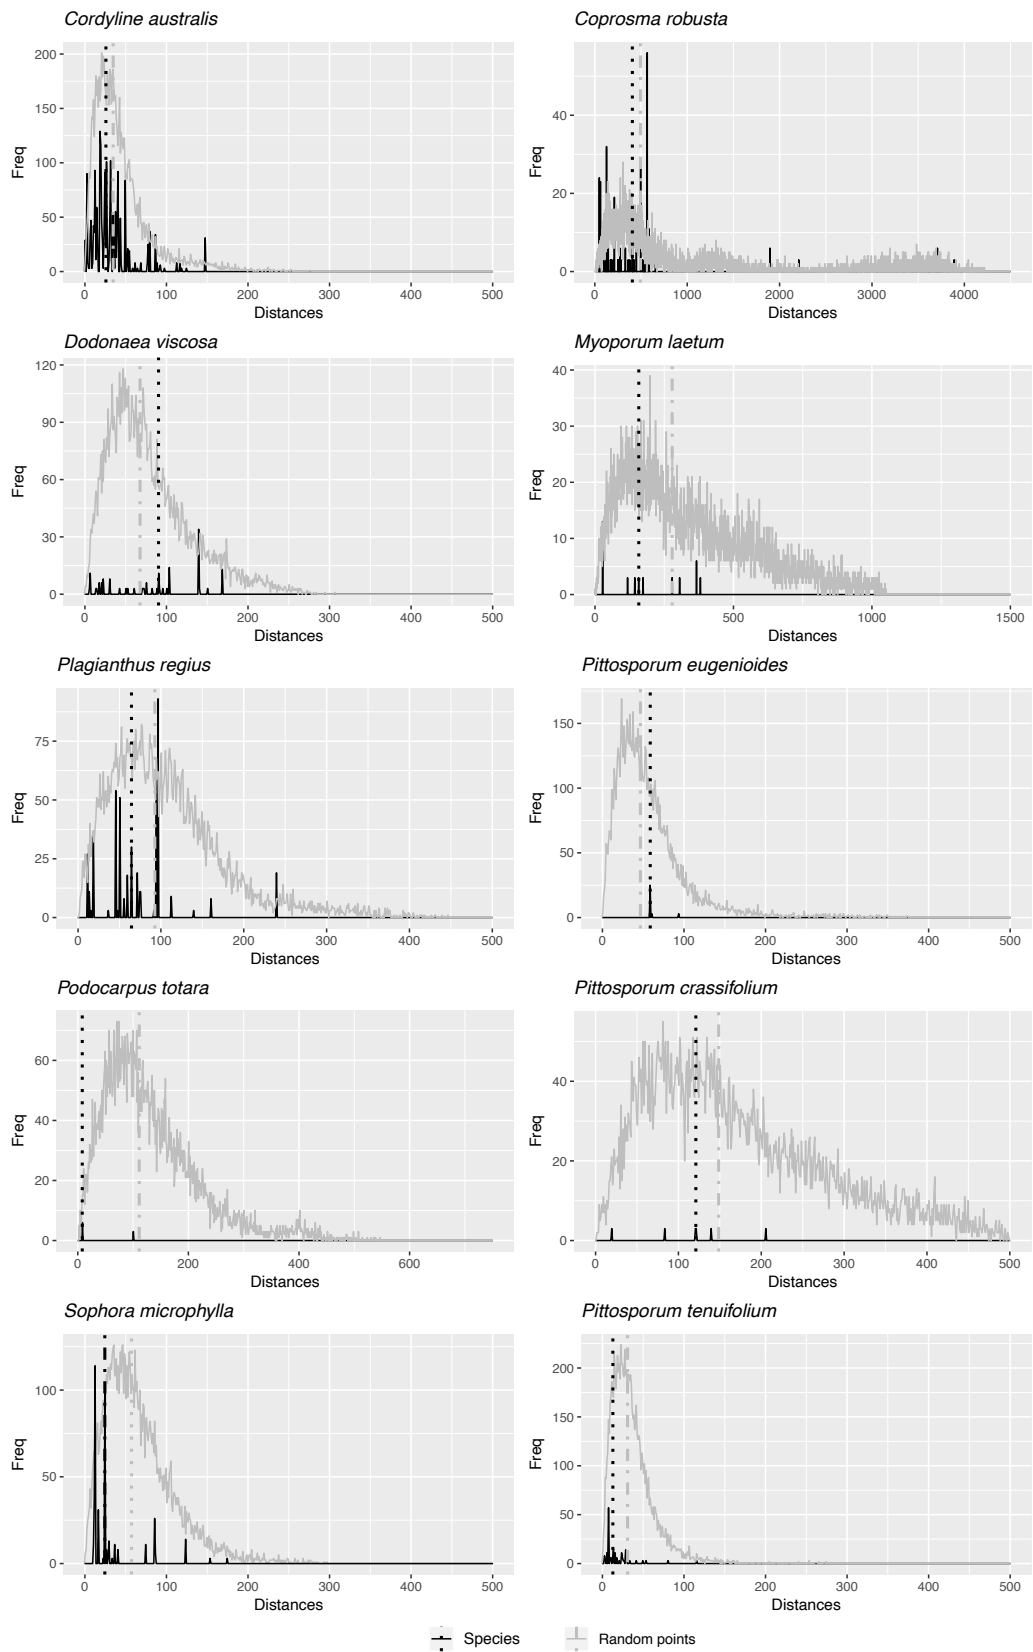 Cordyline australis
Freq
200
150
100
50
0
0 100 200 300 400 500
Distances
Coprosma robusta
Freq
40
20
0
0 1000 2000 3000 4000
Distances
Dodonaea viscosa
Freq
120
90
60
30
0
0 100 200 300 400 500
Distances
Myoporum laetum
Freq
40
30
20
10
0
0 500 1000 1500
Distances
Plagianthus regius
Freq
75
50
25
0
0 100 200 300 400 500
Distances
Pittosporum eugenioides
Freq
150
100
50
0
0 100 200 300 400 500
Distances
Podocarpus totara
Freq
60
40
20
0
0 200 400 600
Distances
Pittosporum crassifolium
Freq
40
20
0
0 100 200 300 400 500
Distances
Sophora microphylla
Freq
100
50
0
0 100 200 300 400 500
Distances
Pittosporum tenuifolium
Freq
200
150
100
50
0
0 100 200 300 400 500
Distances
Species Random points